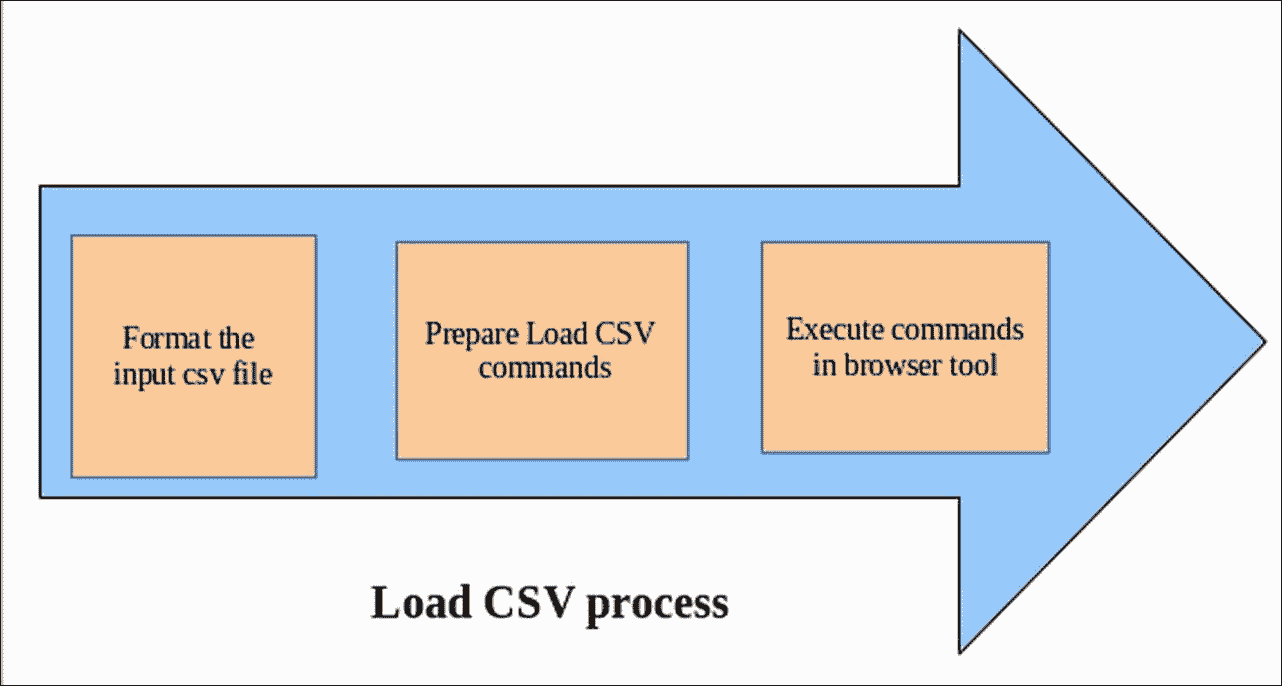 Format the
input csv file
Prepare Load CSV
commands
Execute commands
in browser tool
Load CSV process